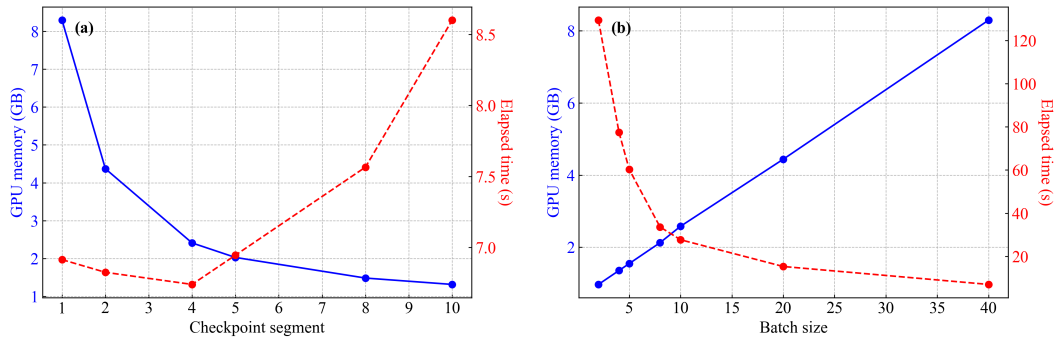 (a)
GPU memory (GB)
8
7
6
5
4
3
2
1
1 2 3 4 5 6 7 8 9 10
Checkpoint segment
8.5
8.0
7.5
7.0
Elapsed time (s)
(b)
GPU memory (GB)
8
6
4
2
5 10 15 20 25 30 35 40
Batch size
120
100
80
60
40
20
Elapsed time (s)